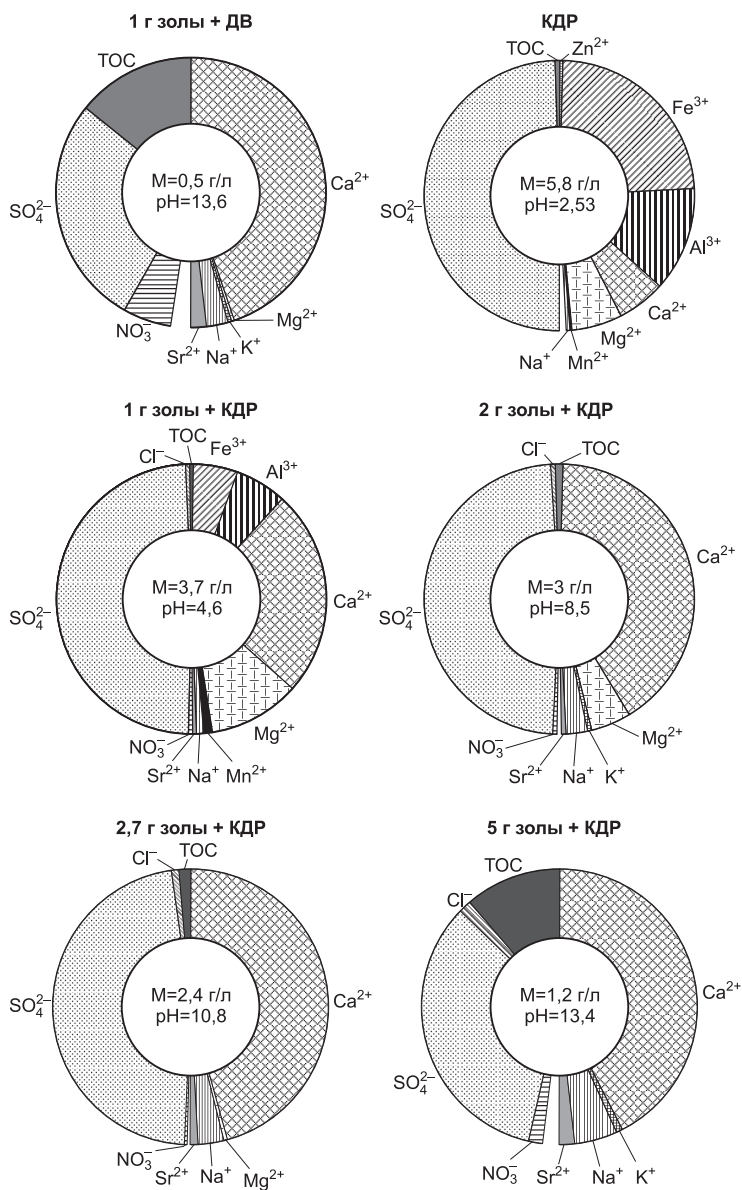 1 г золы + ДВ
TOC
Ca²⁺
Mg²⁺
K⁺
Na⁺
Sr²⁺
NO₃⁻
SO₄²⁻
M=0,5 г/л
pH=13,6
КДР
TOC
Zn²⁺
Fe³⁺
Al³⁺
Ca²⁺
Mg²⁺
Mn²⁺
Na⁺
SO₄²⁻
M=5,8 г/л
pH=2,53
1 г золы + КДР
Cl⁻
TOC
Fe³⁺
Al³⁺
Ca²⁺
Mg²⁺
Mn²⁺
Na⁺
Sr²⁺
NO₃⁻
SO₄²⁻
M=3,7 г/л
pH=4,6
2 г золы + КДР
Cl⁻
TOC
Ca²⁺
Mg²⁺
K⁺
Na⁺
Sr²⁺
NO₃⁻
SO₄²⁻
M=3 г/л
pH=8,5
2,7 г золы + КДР
Cl⁻
TOC
Ca²⁺
Mg²⁺
Na⁺
Sr²⁺
NO₃⁻
SO₄²⁻
M=2,4 г/л
pH=10,8
5 г золы + КДР
TOC
Cl⁻
Ca²⁺
K⁺
Na⁺
Sr²⁺
NO₃⁻
SO₄²⁻
M=1,2 г/л
pH=13,4